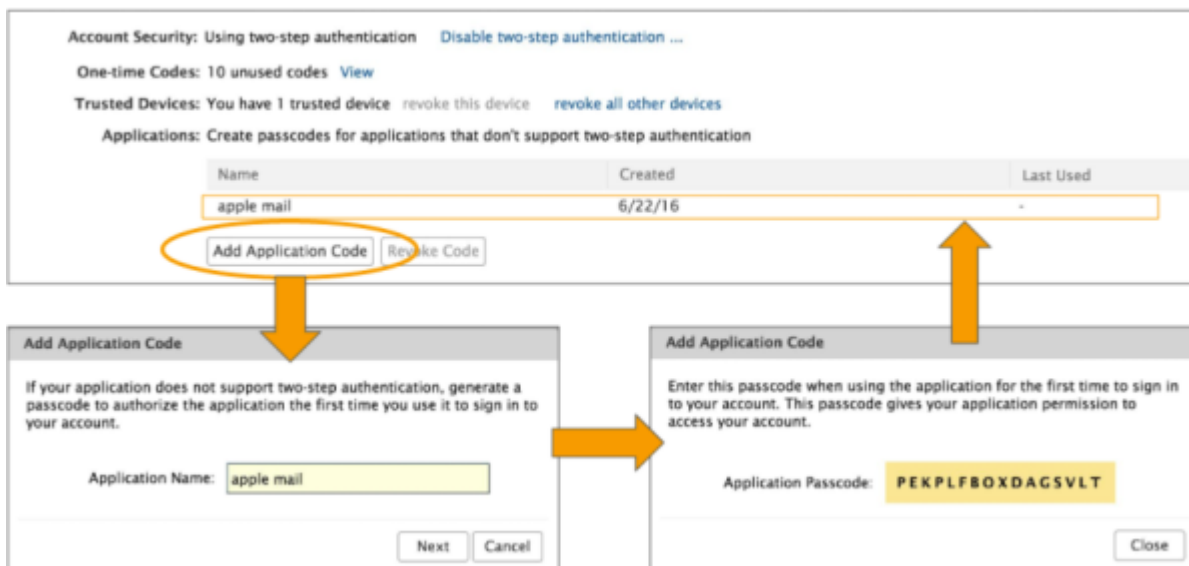 Account Security: Using two-step authentication Disable two-step authentication ...
One-time Codes: 10 unused codes View
Trusted Devices: You have 1 trusted device revoke this device revoke all other devices
Applications: Create passcodes for applications that don't support two-step authentication
Name Created Last Used
apple mail 6/22/16 -
Add Application Code Revoke Code
Add Application Code
If your application does not support two-step authentication, generate a
passcode to authorize the application the first time you use it to sign in to
your account.
Application Name: apple mail
Next Cancel
Add Application Code
Enter this passcode when using the application for the first time to sign in
to your account. This passcode gives your application permission to
access your account.
Application Passcode: PEKPLFBOXDAGSVLT
Close